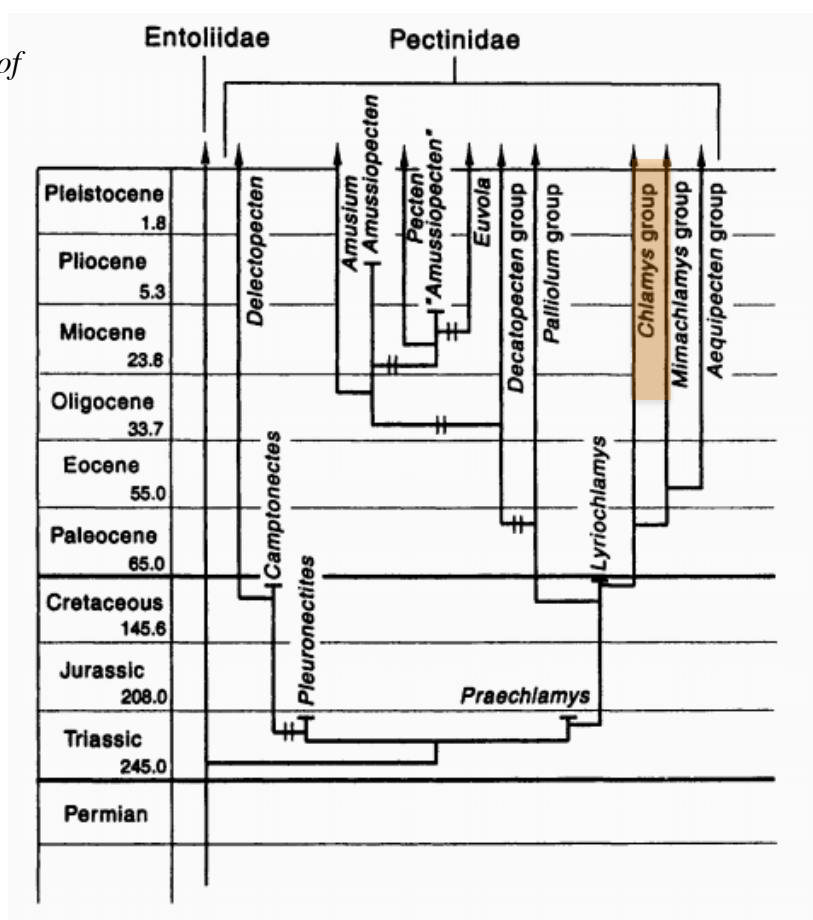 of
Entoliidae
Pectinidae
Pleistocene
1.8
Pliocene
5.3
Miocene
23.8
Oligocene
33.7
Eocene
55.0
Paleocene
65.0
Cretaceous
145.6
Jurassic
208.0
Triassic
245.0
Permian
Delectopecten
Camptonectes
Pleuronectites
Amusium
Amussiopecten
Pecten
"Amussiopecten"
Euvola
Decatopecten group
Palliolum group
Praechlamys
Lyriochlamys
Chlamys group
Mimachlamys group
Aequipecten group